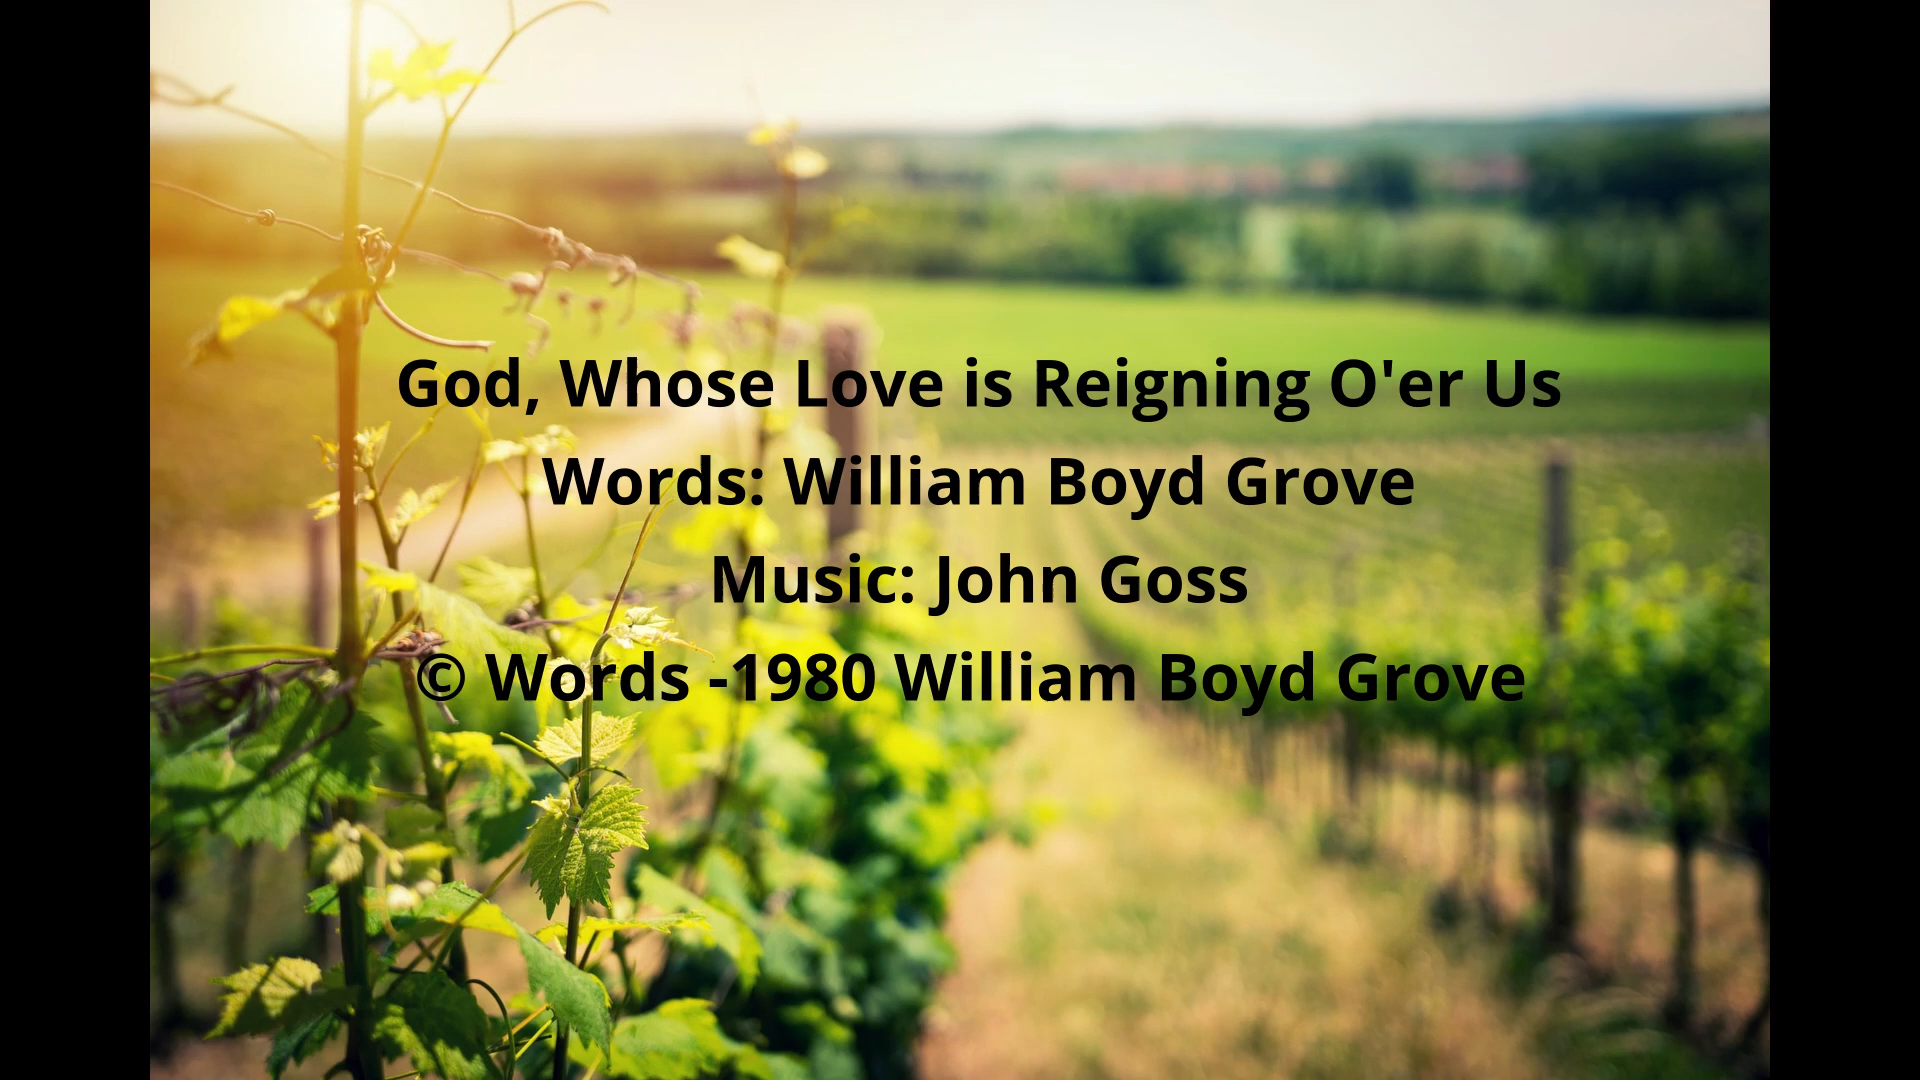 God, Whose Love is Reigning O'er Us
Words: William Boyd Grove
Music: John Goss
© Words -1980 William Boyd Grove